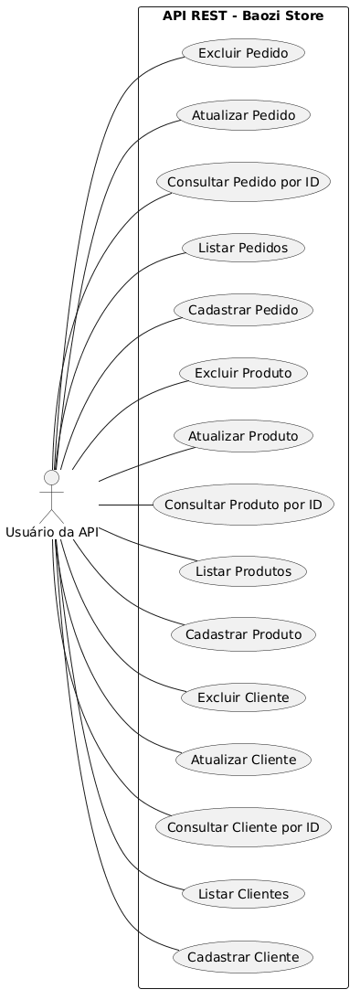 API REST - Baozi Store
Excluir Pedido
Atualizar Pedido
Consultar Pedido por ID
Listar Pedidos
Cadastrar Pedido
Excluir Produto
Atualizar Produto
Consultar Produto por ID
Usuário da API
Listar Produtos
Cadastrar Produto
Excluir Cliente
Atualizar Cliente
Consultar Cliente por ID
Listar Clientes
Cadastrar Cliente